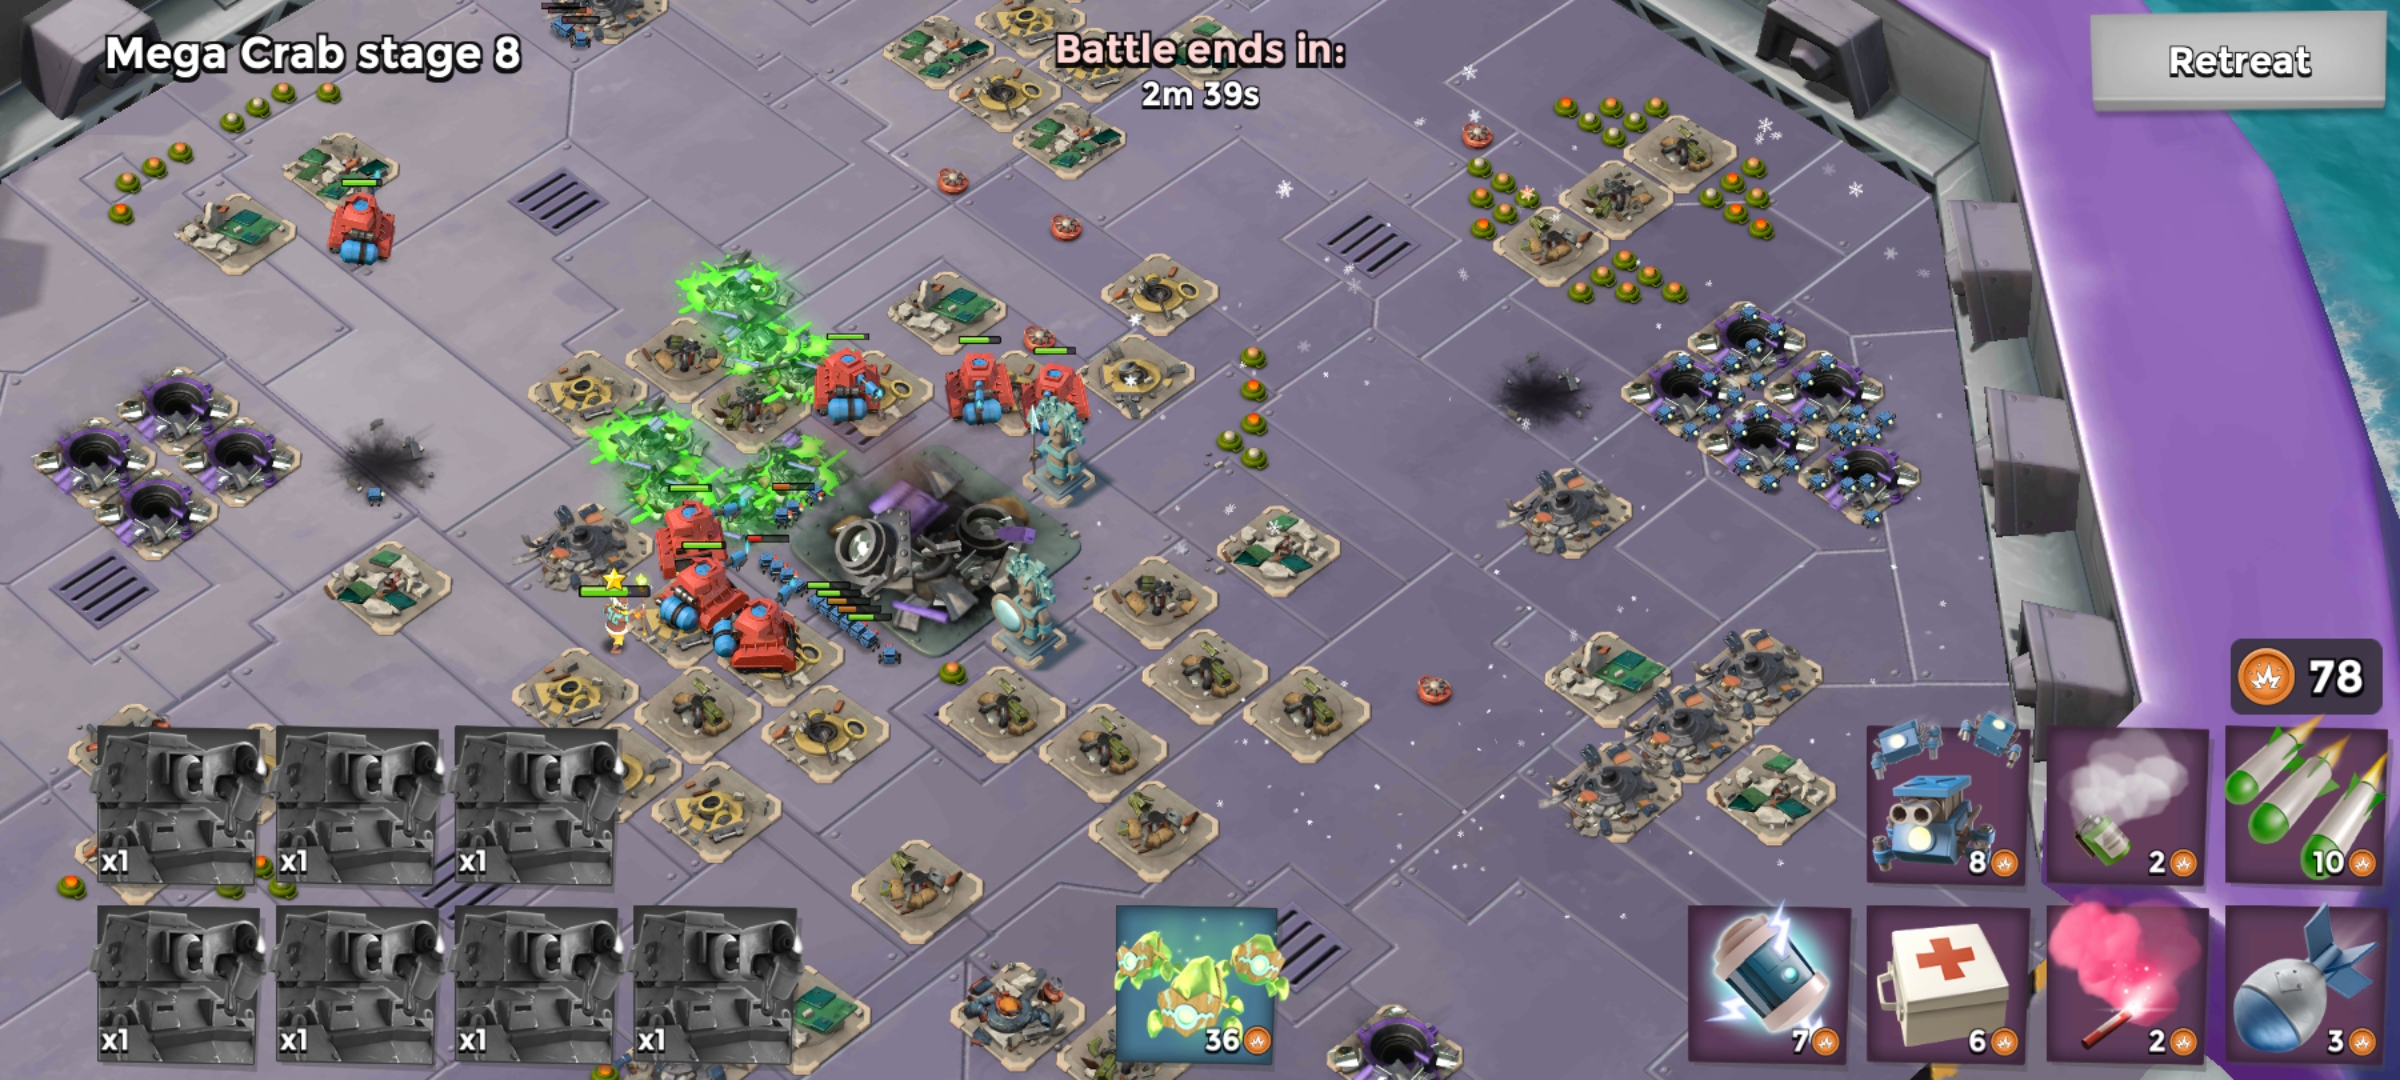 Mega Crab stage 8
Battle ends in:
2m 39s
Retreat
78
x1
x1
x1
8
2
10
x1
x1
x1
x1
36
7
6
2
3